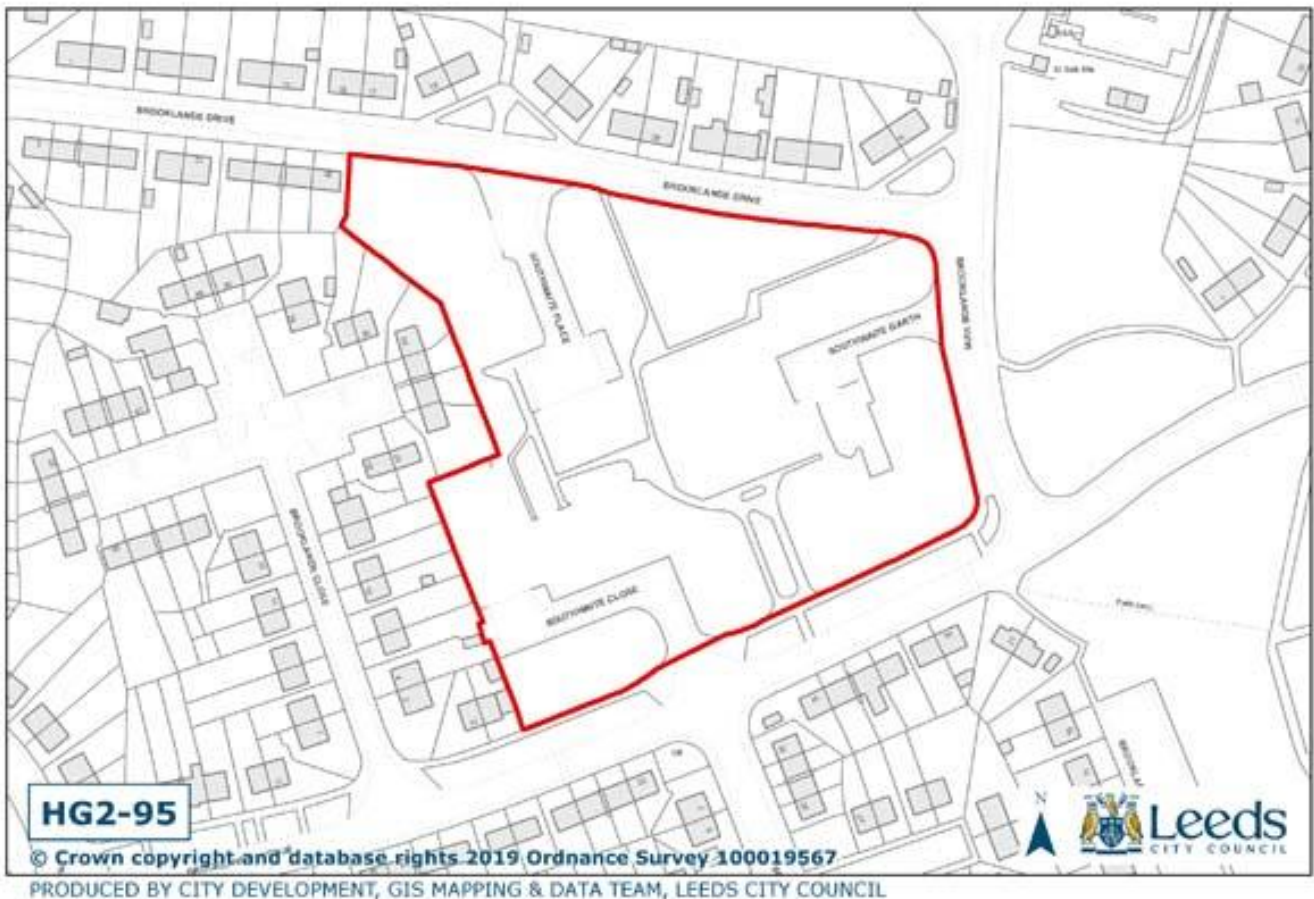 BROOKLANDS DRIVE
BROOKLANDS DRIVE
SOUTHWAITE PLACE
BROOKLANDS VIEW
SOUTHWAITE GARTH
BROOKLANDS CLOSE
SOUTHWAITE CLOSE
Path (um)
HG2-95
N
Leeds
CITY COUNCIL
© Crown copyright and database rights 2019 Ordnance Survey 100019567
PRODUCED BY CITY DEVELOPMENT, GIS MAPPING & DATA TEAM, LEEDS CITY COUNCIL